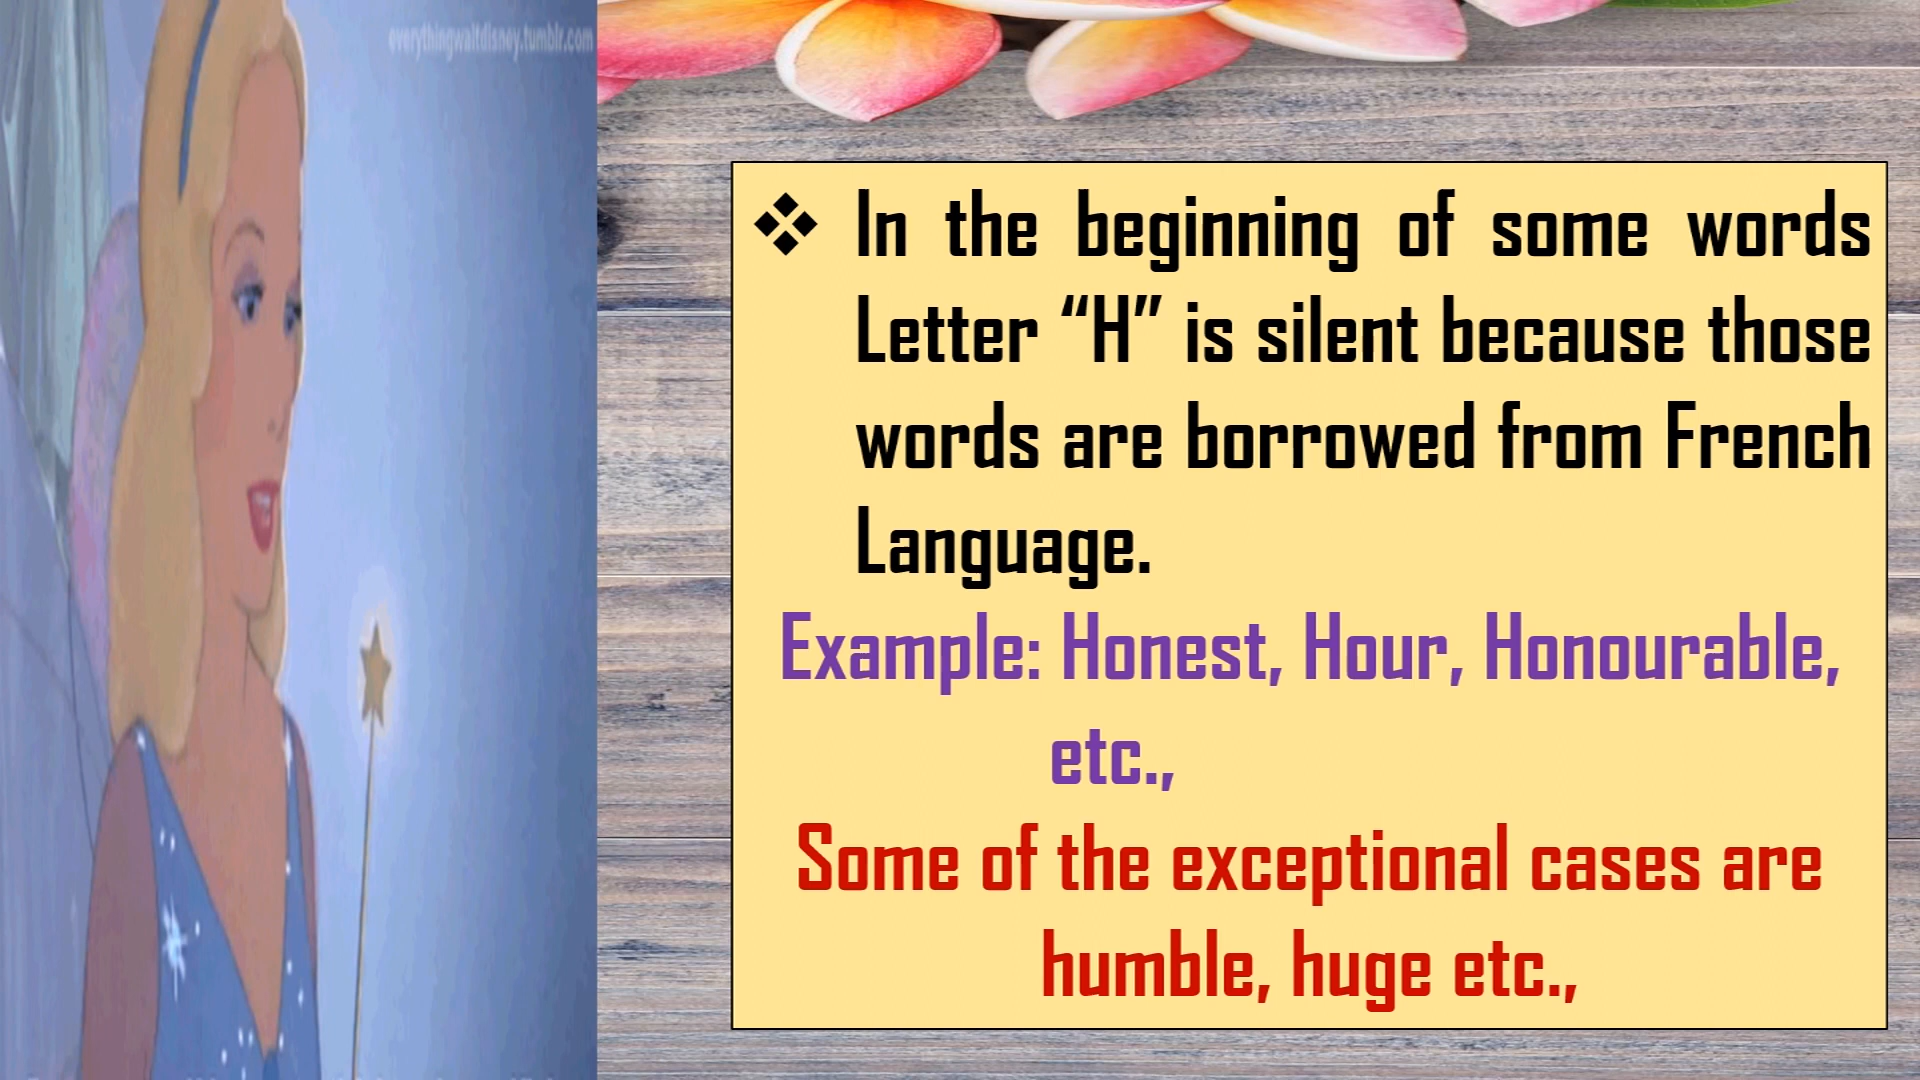 everythingwaltdisney.tumblr.com
❖ In the beginning of some words
Letter “H” is silent because those
words are borrowed from French
Language.
Example: Honest, Hour, Honourable,
etc.,
Some of the exceptional cases are
humble, huge etc.,